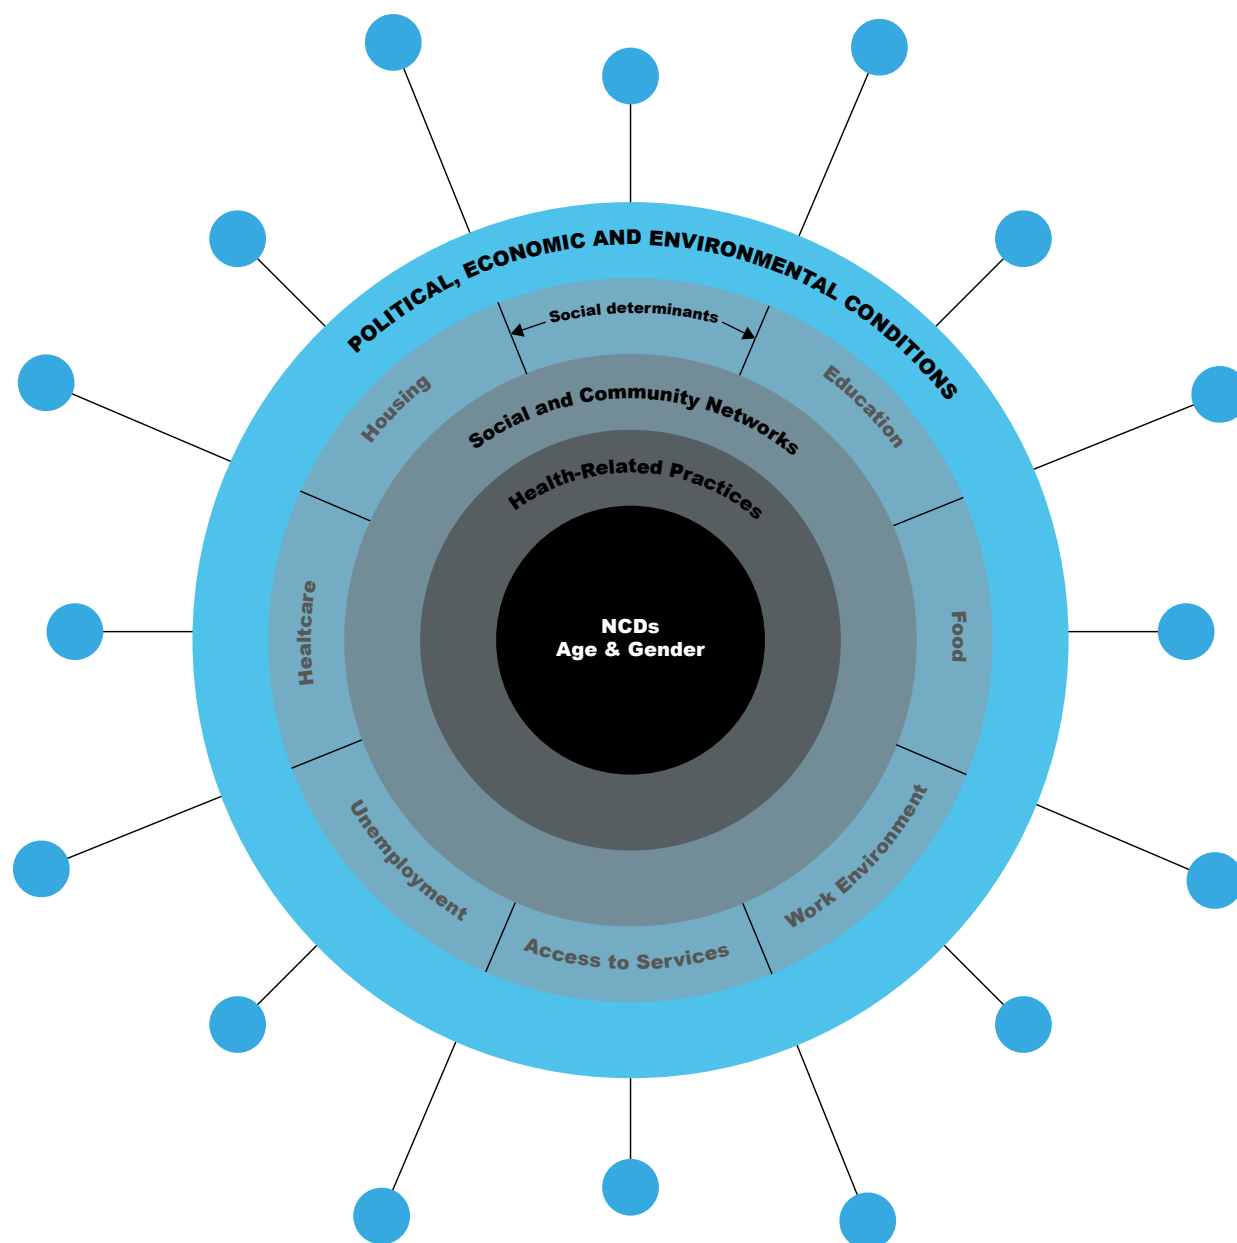 POLITICAL, ECONOMIC AND ENVIRONMENTAL CONDITIONS
Social determinants
Housing
Education
Social and Community Networks
Health-Related Practices
Healtcare
Food
NCDs
Age & Gender
Unemployment
Work Environment
Access to Services